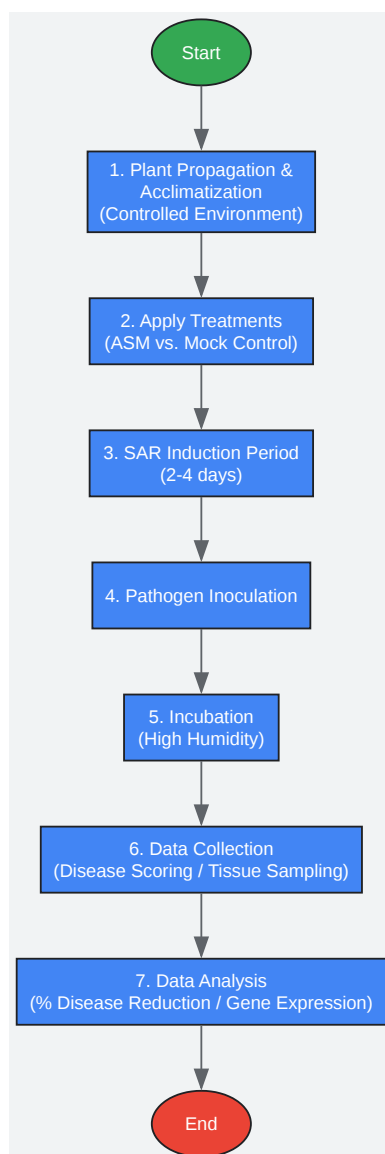 Start
1. Plant Propagation &
Acclimatization
(Controlled Environment)
2. Apply Treatments
(ASM vs. Mock Control)
3. SAR Induction Period
(2-4 days)
4. Pathogen Inoculation
5. Incubation
(High Humidity)
6. Data Collection
(Disease Scoring / Tissue Sampling)
7. Data Analysis
(% Disease Reduction / Gene Expression)
End